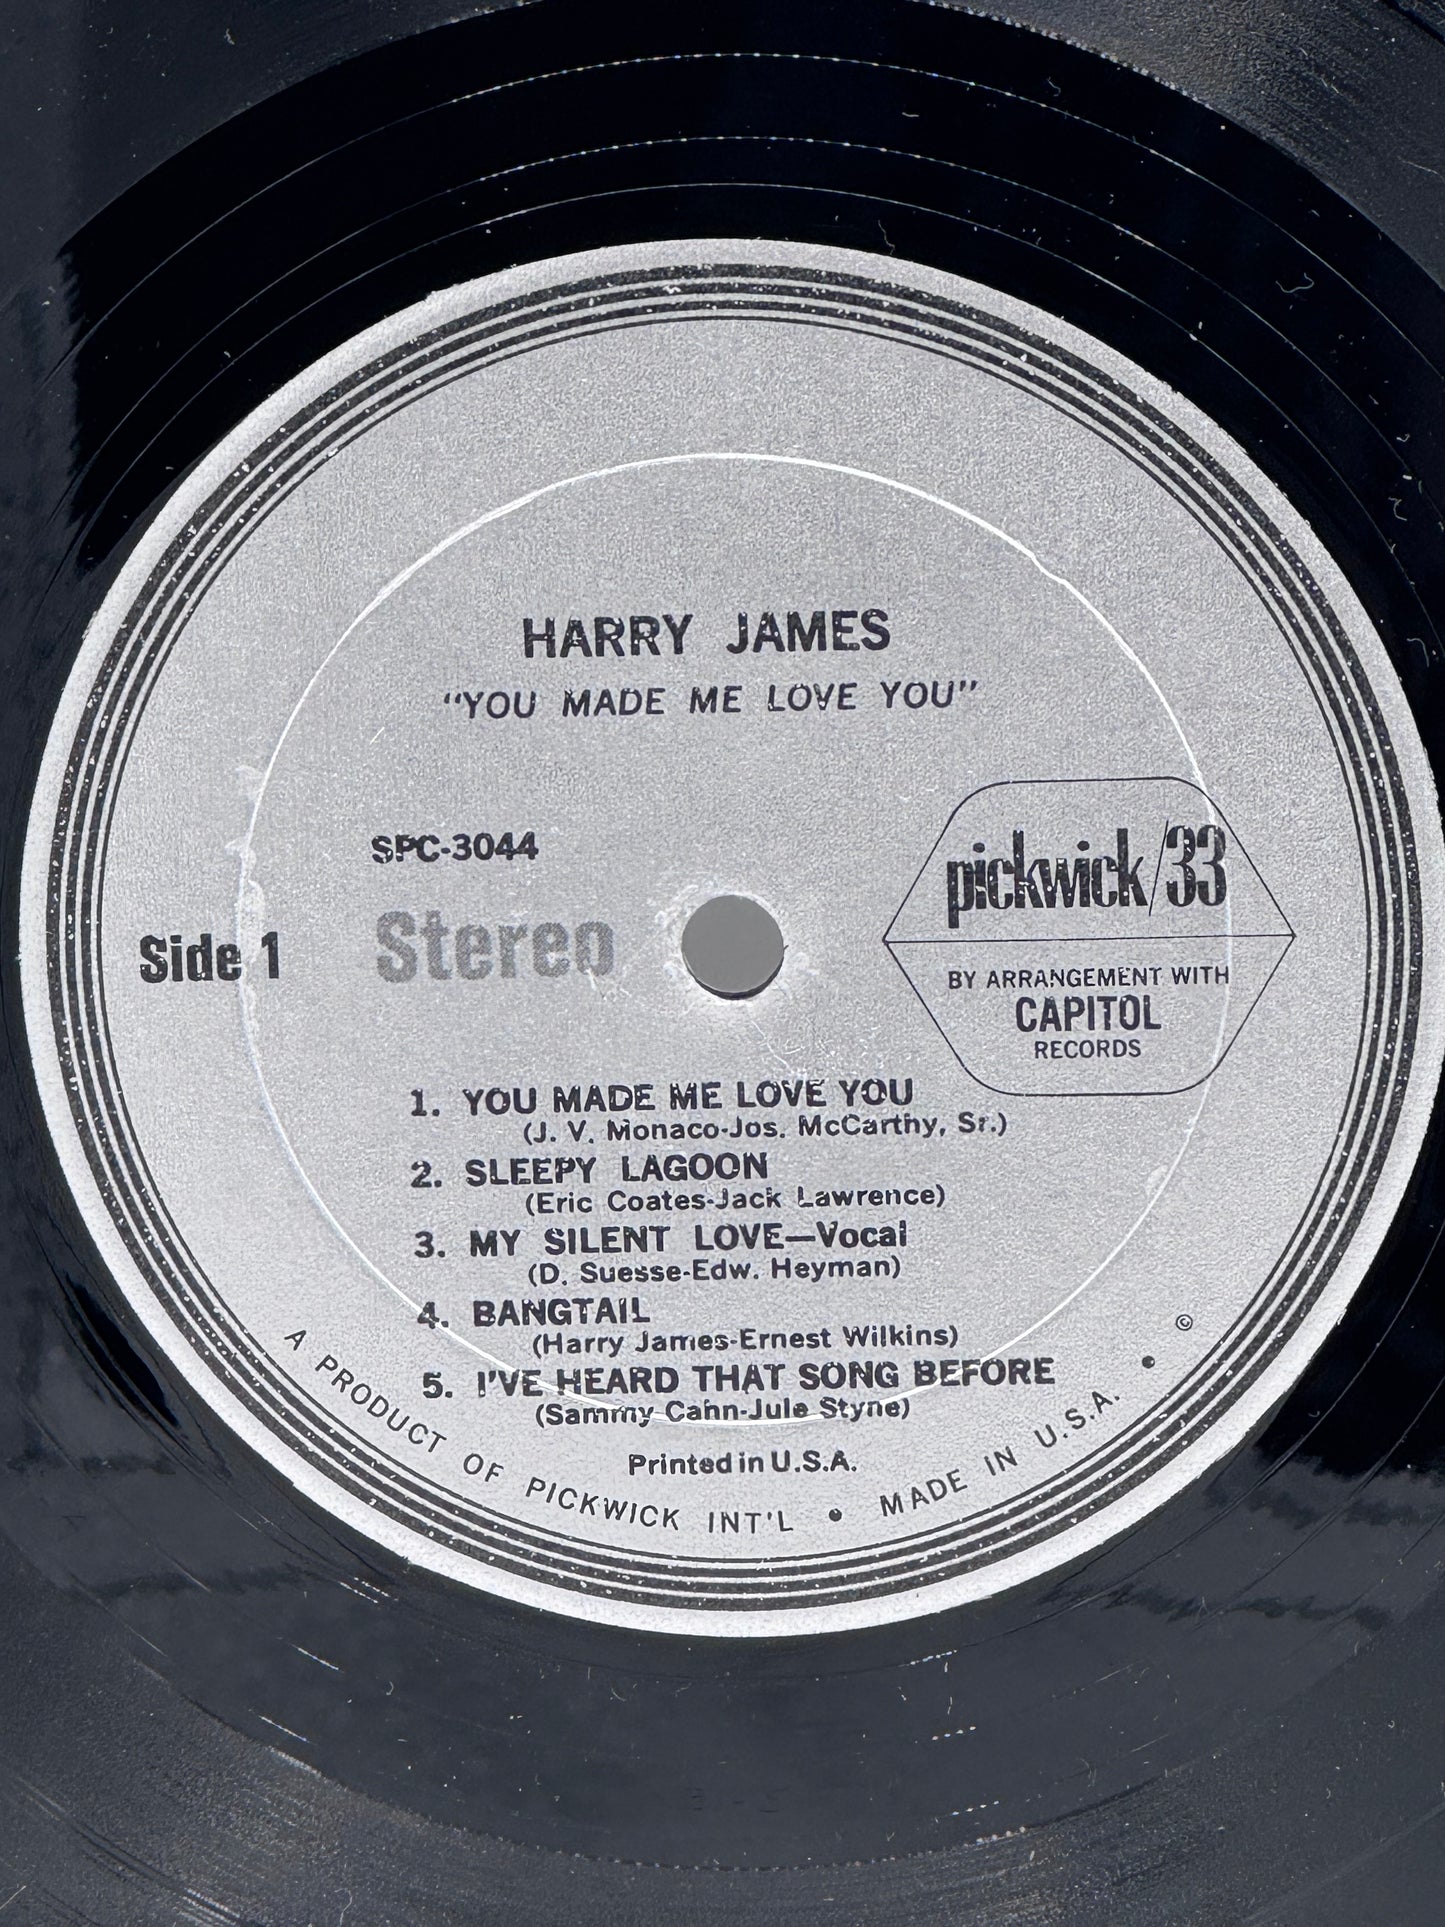 HARRY JAMES
"YOU MADE ME LOVE YOU"
SPC-3044
Side 1
Stereo
pickwick/33
BY ARRANGEMENT WITH
CAPITOL
RECORDS
1. YOU MADE ME LOVE YOU
(J. V. Monaco-Jos. McCarthy, Sr.)
2. SLEEPY LAGOON
(Eric Coates-Jack Lawrence)
3. MY SILENT LOVE—Vocal
(D. Suesse-Edw. Heyman)
4. BANGTAIL
(Harry James-Ernest Wilkins)
5. I'VE HEARD THAT SONG BEFORE
(Sammy Cahn-Jule Styne)
Printed in U.S.A.
A PRODUCT OF PICKWICK INT'L • MADE IN U.S.A. • ©